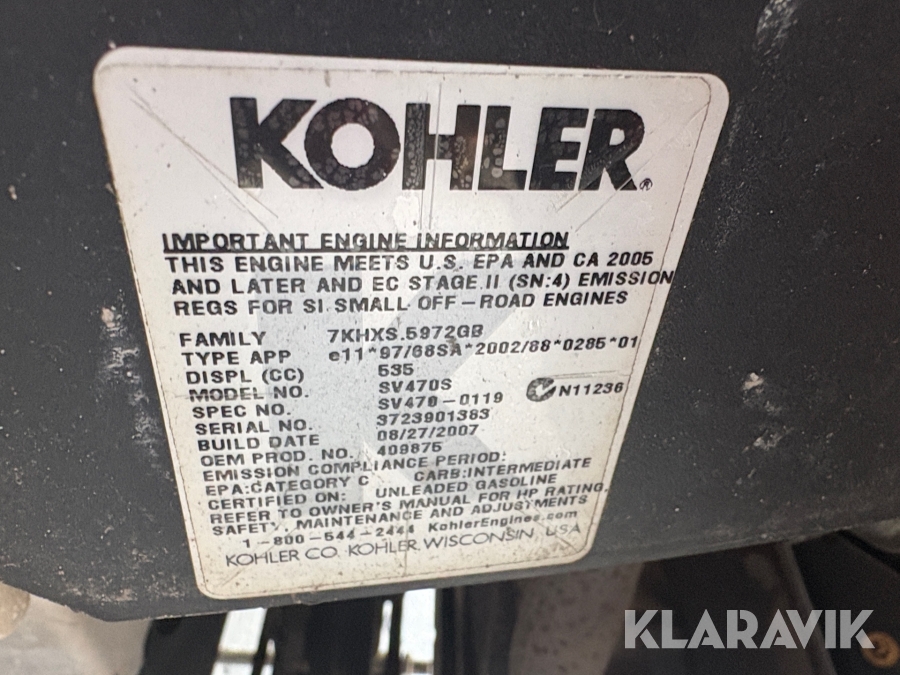 KOHLER®
IMPORTANT ENGINE INFORMATION
THIS ENGINE MEETS U.S. EPA AND CA 2005
AND LATER AND EC STAGE II (SN:4) EMISSION
REGS FOR SI SMALL OFF-ROAD ENGINES
FAMILY 7KHXS.5972GB
TYPE APP e11*97/68SA*2002/88*0285*01
DISPL (CC) 535
MODEL NO. SV470S N11236
SPEC NO. SV470-0119
SERIAL NO. 3723901383
BUILD DATE 08/27/2007
OEM PROD. NO. 409875
EMISSION COMPLIANCE PERIOD:
EPA:CATEGORY C CARB:INTERMEDIATE
CERTIFIED ON: UNLEADED GASOLINE
REFER TO OWNER'S MANUAL FOR HP RATING,
SAFETY, MAINTENANCE AND ADJUSTMENTS
1-800-544-2444 KohlerEngines.com
KOHLER CO. KOHLER, WISCONSIN, USA
KLARAVIK